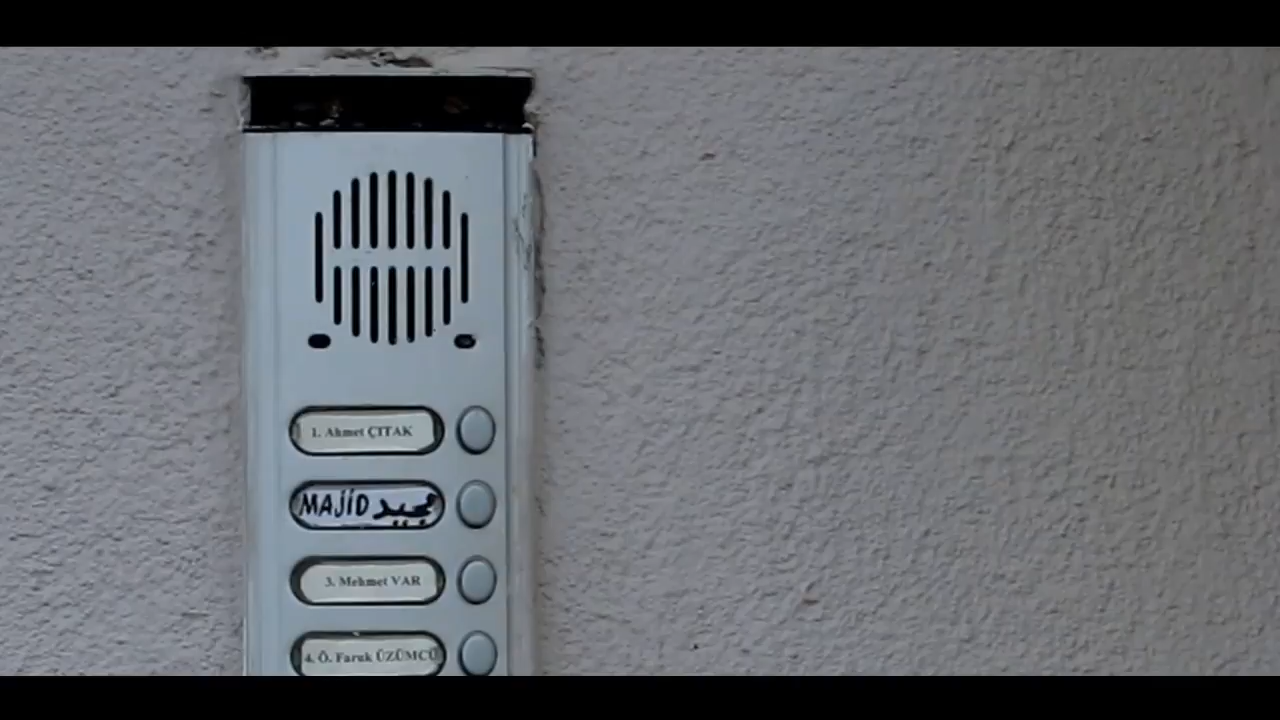 1. Ahmet ÇITAK
MAJİD مجيد
3. Mehmet VAR
4. Ö. Faruk ÜZÜMCÜ